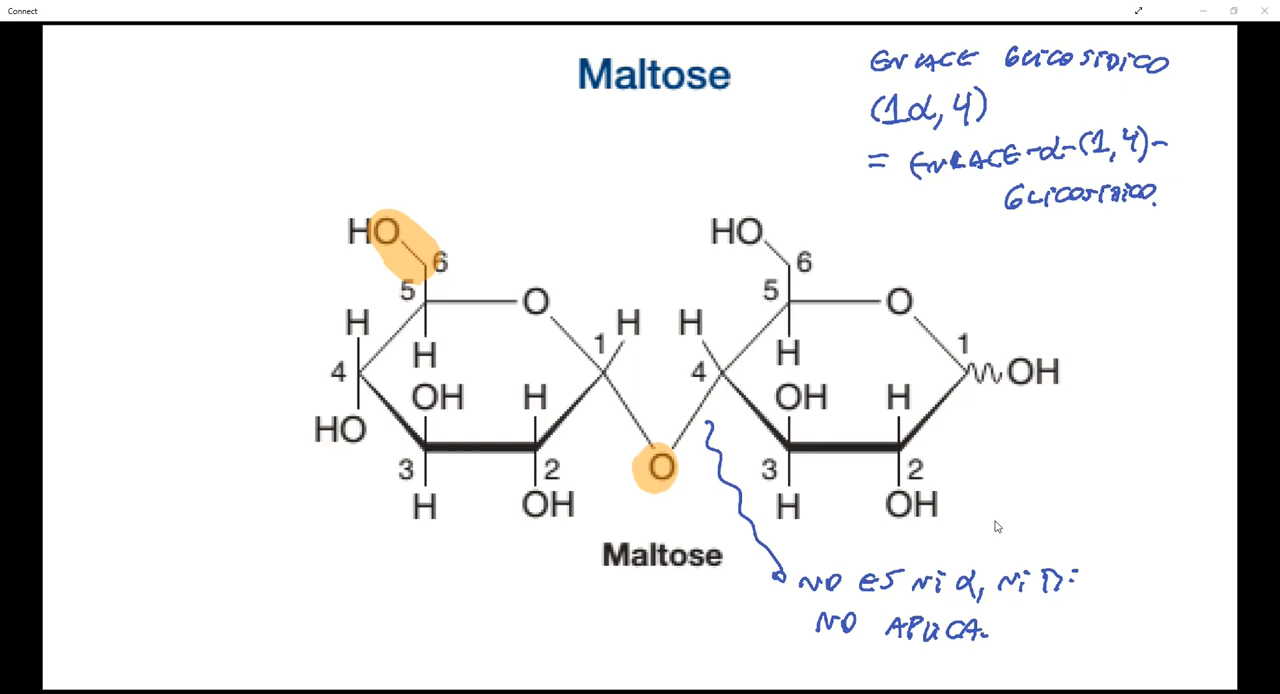 Connect
Maltose
ENLACE GLICOSIDICO
(1α, 4)
= ENLACE-α-(1,4)-
GLICOSIDICO.
HO
HO
6
6
5
O
5
O
H
H
H
1
1
4
H
4
H
OH
OH
H
OH
H
HO
O
3
2
3
2
H
OH
H
OH
Maltose
NO ES Ni α, Ni β:
NO APLICA.